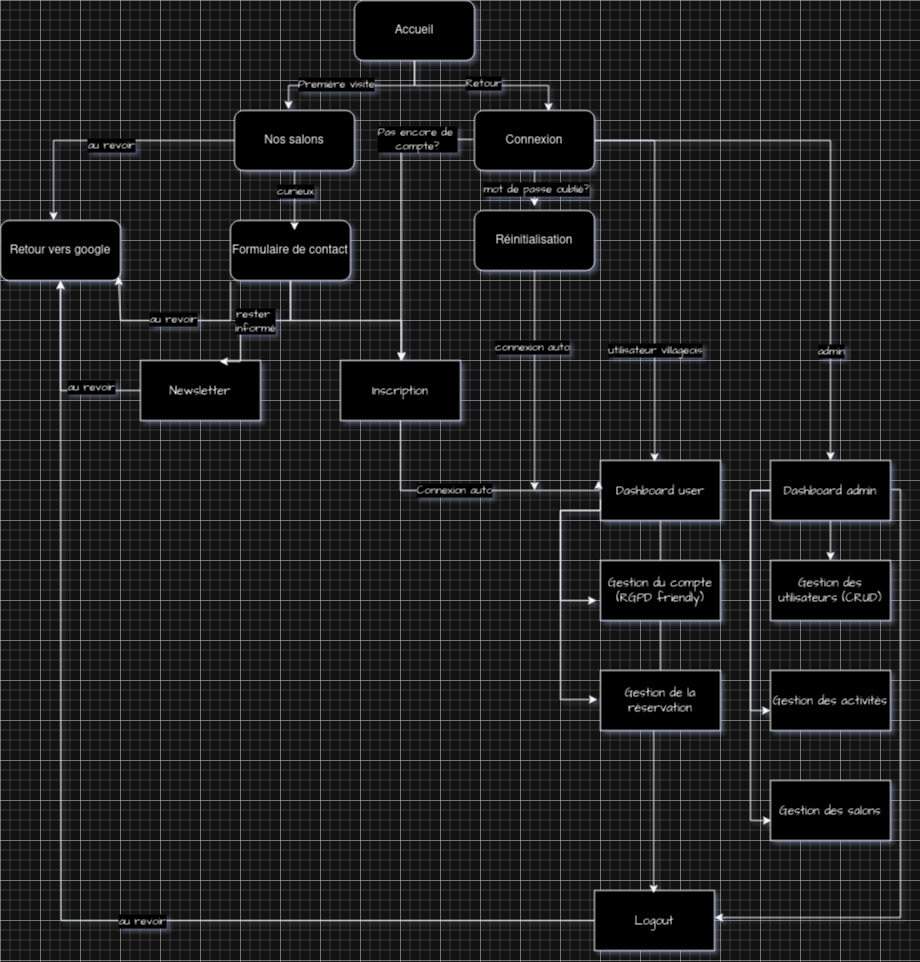 Accueil
Première visite
Retour
Nos salons
Pas encore de
compte?
Connexion
au revoir
curieux
mot de passe oublié?
Retour vers google
Formulaire de contact
Réinitialisation
au revoir
rester
informé
connexion auto
utilisateur villageois
admin
au revoir
Newsletter
Inscription
Connexion auto
Dashboard user
Dashboard admin
Gestion du compte
(RGPD friendly)
Gestion des
utilisateurs (CRUD)
Gestion de la
réservation
Gestion des activités
Gestion des salons
au revoir
Logout